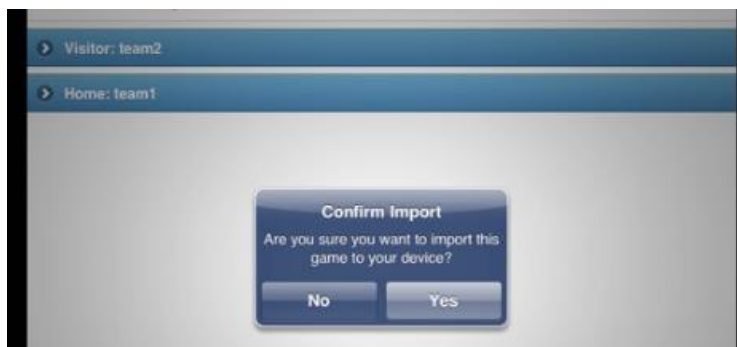 Visitor: team2
Home: team1
Confirm Import
Are you sure you want to import this
game to your device?
No
Yes